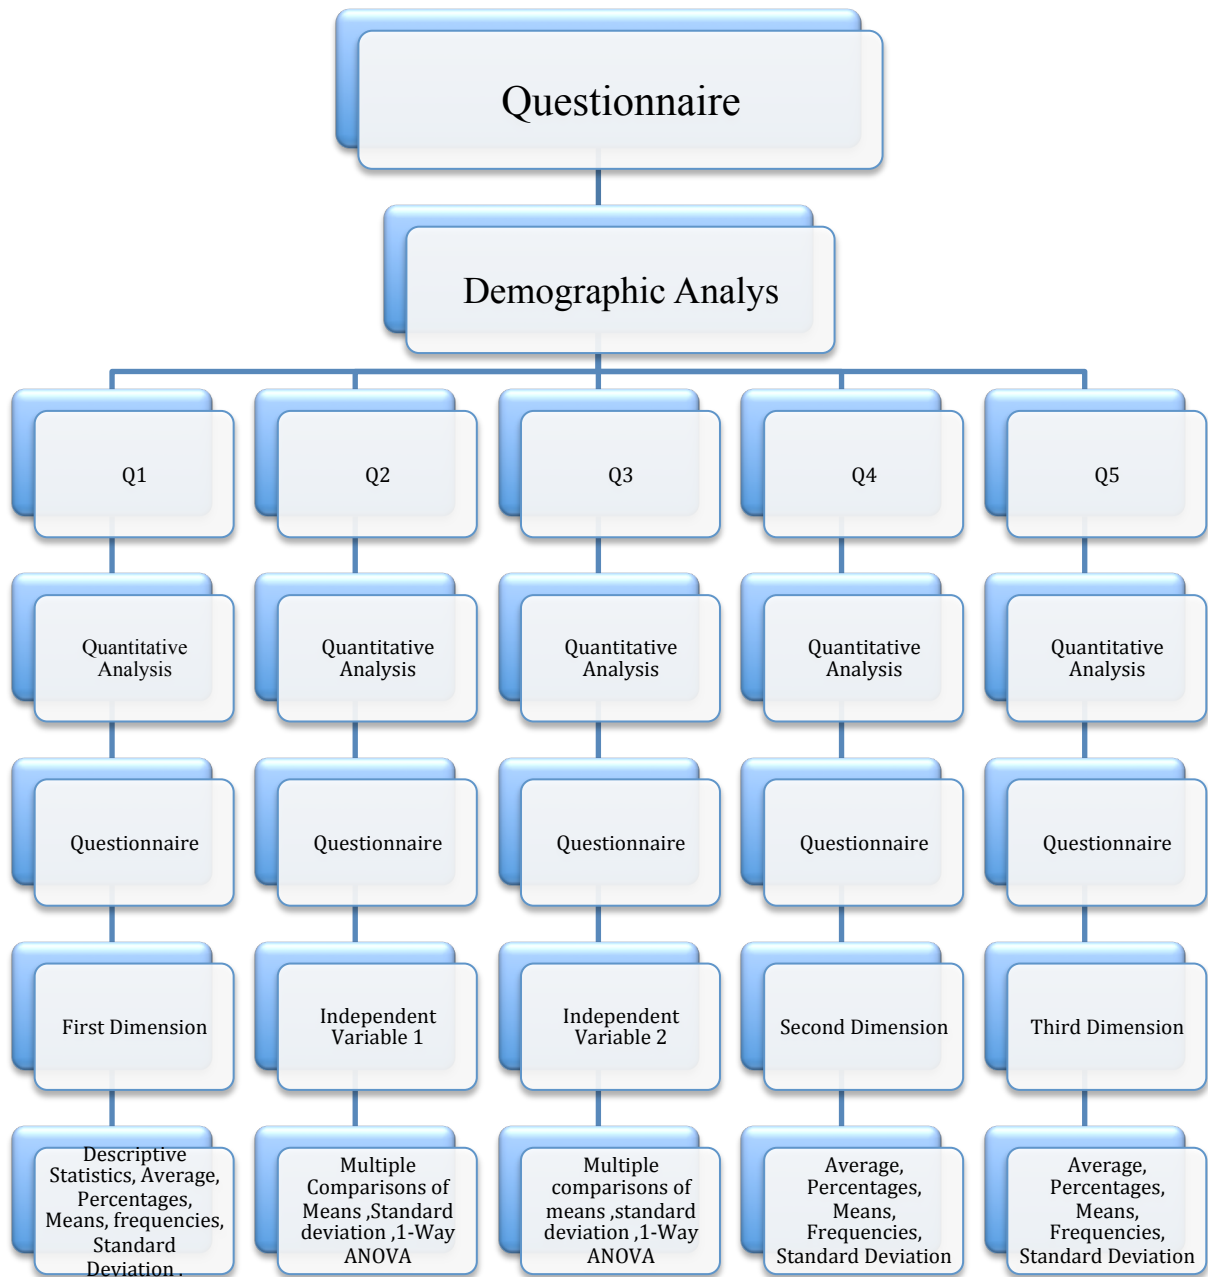 Questionnaire
Demographic Analys
Q1
Q2
Q3
Q4
Q5
Quantitative
Analysis
Quantitative
Analysis
Quantitative
Analysis
Quantitative
Analysis
Quantitative
Analysis
Questionnaire
Questionnaire
Questionnaire
Questionnaire
Questionnaire
First Dimension
Independent
Variable 1
Independent
Variable 2
Second Dimension
Third Dimension
Descriptive
Statistics, Average,
Percentages,
Means, frequencies,
Standard
Deviation .
Multiple
Comparisons of
Means ,Standard
deviation ,1-Way
ANOVA
Multiple
comparisons of
means ,standard
deviation ,1-Way
ANOVA
Average,
Percentages,
Means,
Frequencies,
Standard Deviation
Average,
Percentages,
Means,
Frequencies,
Standard Deviation